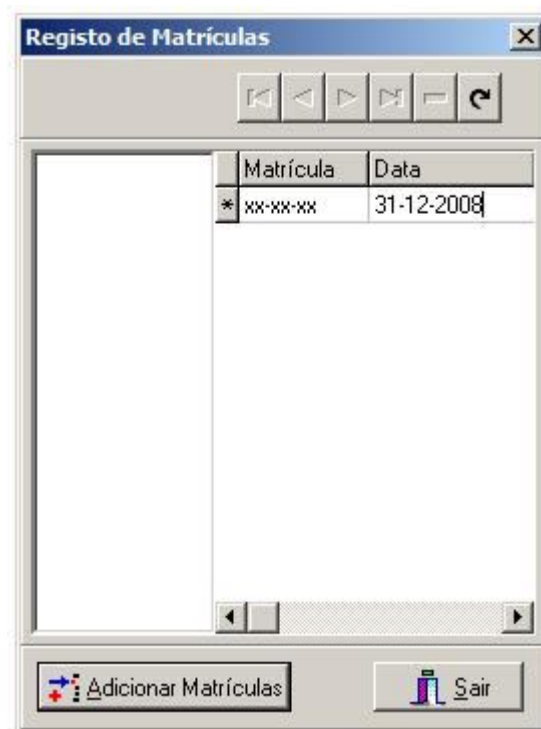 Registo de Matrículas
Matrícula Data
* xx-xx-xx 31-12-2008
Adicionar Matrículas Sair